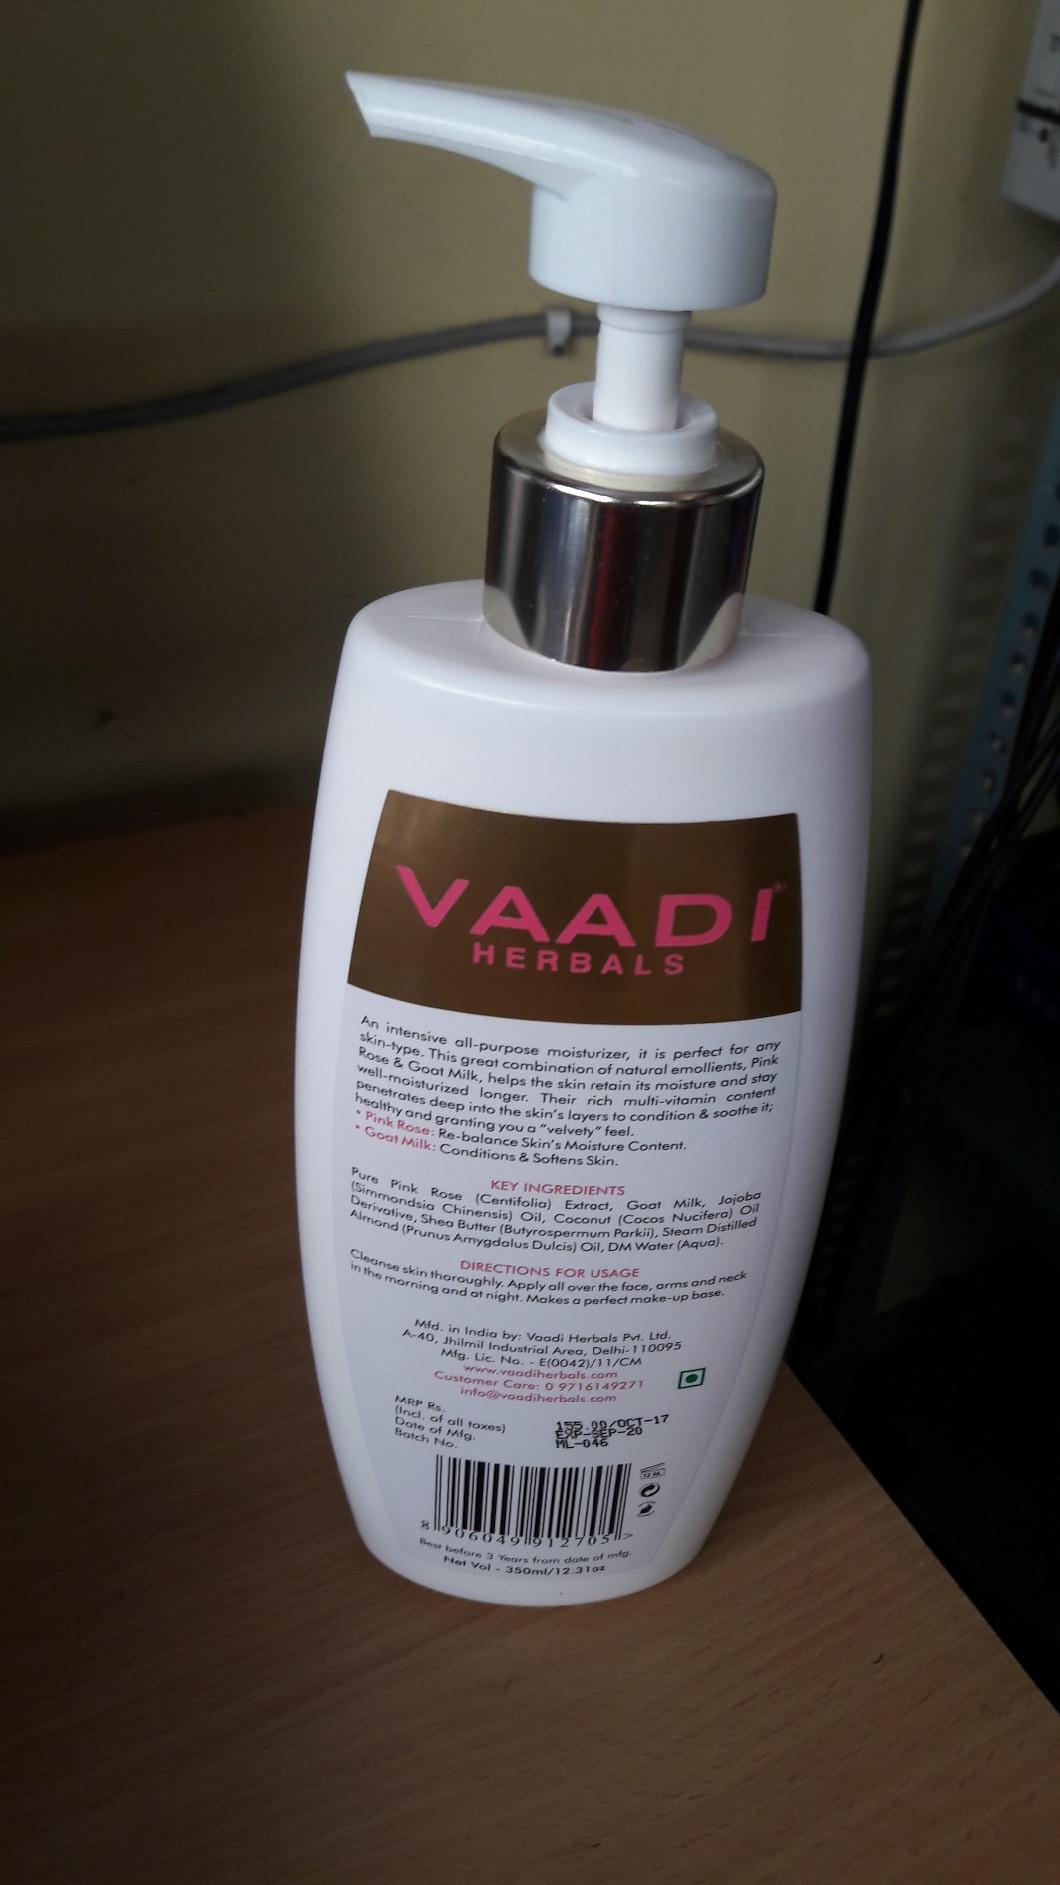 VAADI®
HERBALS
An intensive all-purpose moisturizer, it is perfect for any
skin-type. This great combination of natural emollients, Pink
Rose & Goat Milk, helps the skin retain its moisture and stay
well-moisturized longer. Their rich multi-vitamin content
penetrates deep into the skin's layers to condition & soothe it;
healthy and granting you a "velvety" feel.
• Pink Rose: Re-balance Skin's Moisture Content.
• Goat Milk: Conditions & Softens Skin.
KEY INGREDIENTS
Pure Pink Rose (Centifolia) Extract, Goat Milk, Jojoba
(Simmondsia Chinensis) Oil, Coconut (Cocos Nucifera) Oil
Derivative, Shea Butter (Butyrospermum Parkii), Steam Distilled
Almond (Prunus Amygdalus Dulcis) Oil, DM Water (Aqua).
DIRECTIONS FOR USAGE
Cleanse skin thoroughly. Apply all over the face, arms and neck
in the morning and at night. Makes a perfect make-up base.
Mfd. in India by: Vaadi Herbals Pvt. Ltd.
A-40, Jhilmil Industrial Area, Delhi-110095
Mfg. Lic. No. - E(0042)/11/CM
www.vaadiherbals.com
Customer Care: 0 9716149271
info@vaadiherbals.com
MRP Rs.
(Incl. of all taxes) 155.00/OCT-17
Date of Mfg. EXP-SEP-20
Batch No. ML-046
12 M
8 906049 912705 >
Best before 3 Years from date of mfg.
Net Vol - 350ml/12.31oz